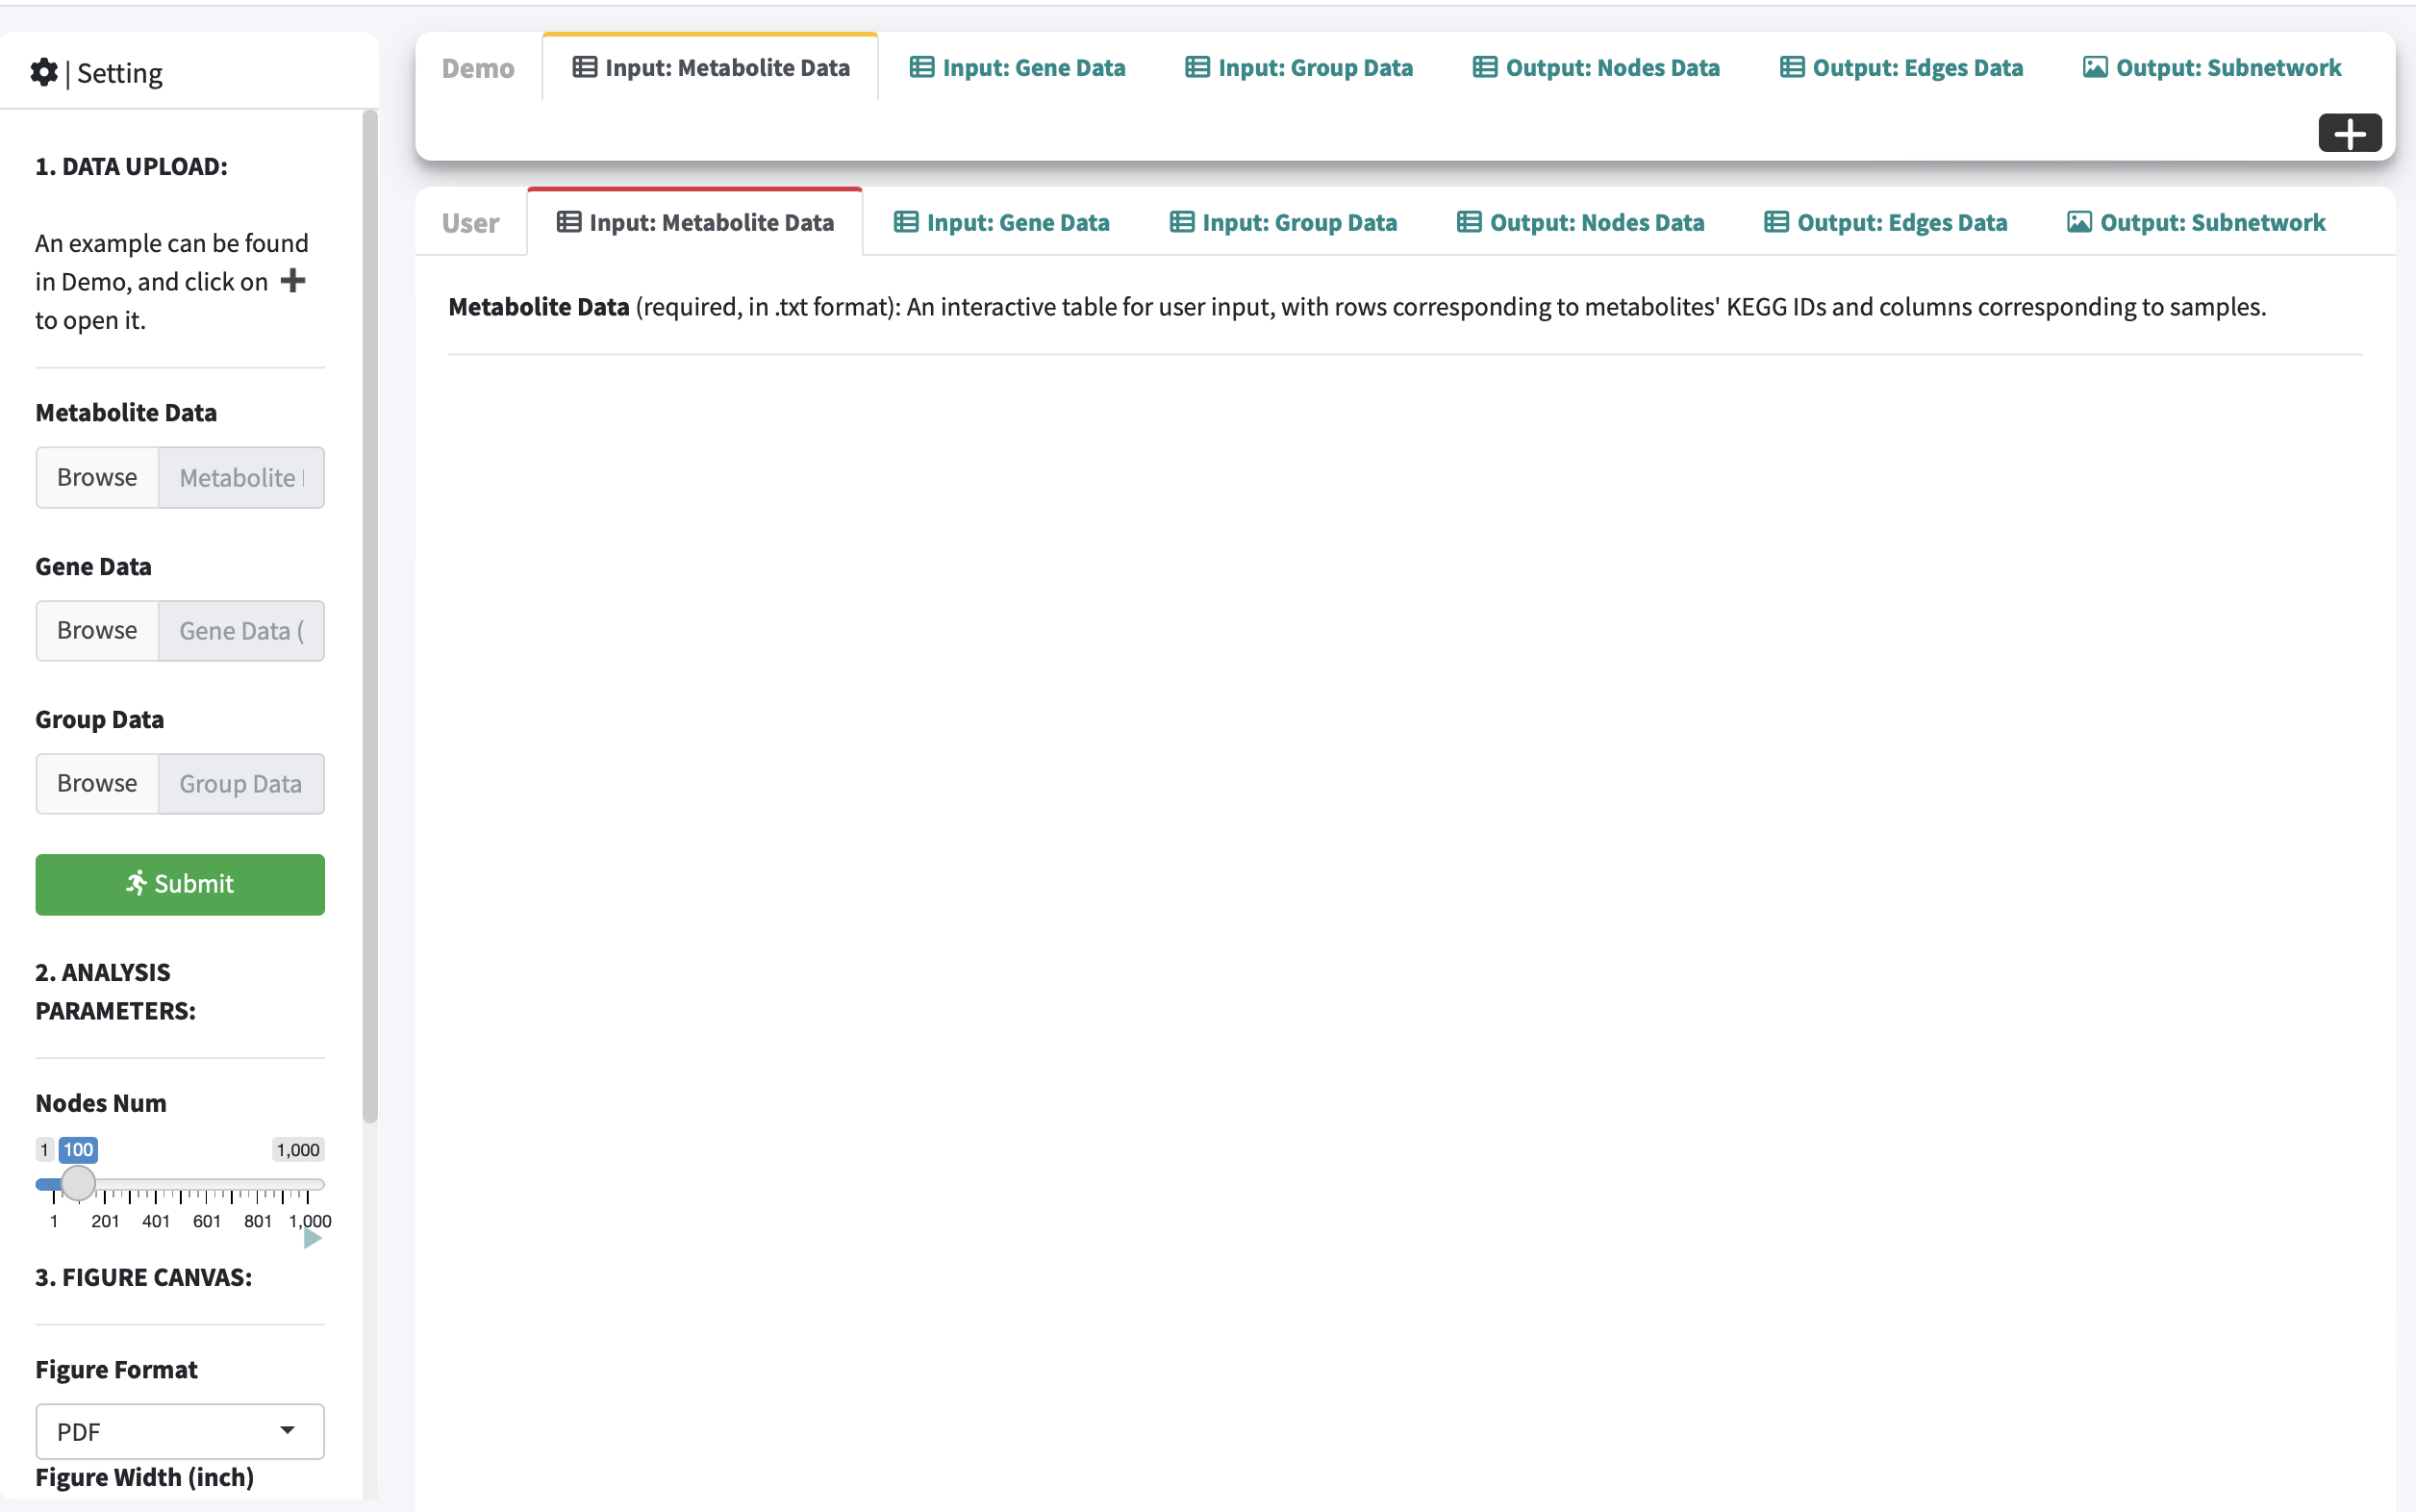 | Setting
1. DATA UPLOAD:
An example can be found
in Demo, and click on
to open it.
Metabolite Data
Browse Metabolite
Gene Data
Browse Gene Data (
Group Data
Browse Group Data
Submit
2. ANALYSIS
PARAMETERS:
Nodes Num
1 100 1,000
1 201 401 601 801 1,000
3. FIGURE CANVAS:
Figure Format
PDF
Figure Width (inch)
Demo Input: Metabolite Data Input: Gene Data Input: Group Data Output: Nodes Data Output: Edges Data Output: Subnetwork
User Input: Metabolite Data Input: Gene Data Input: Group Data Output: Nodes Data Output: Edges Data Output: Subnetwork
Metabolite Data (required, in .txt format): An interactive table for user input, with rows corresponding to metabolites' KEGG IDs and columns corresponding to samples.